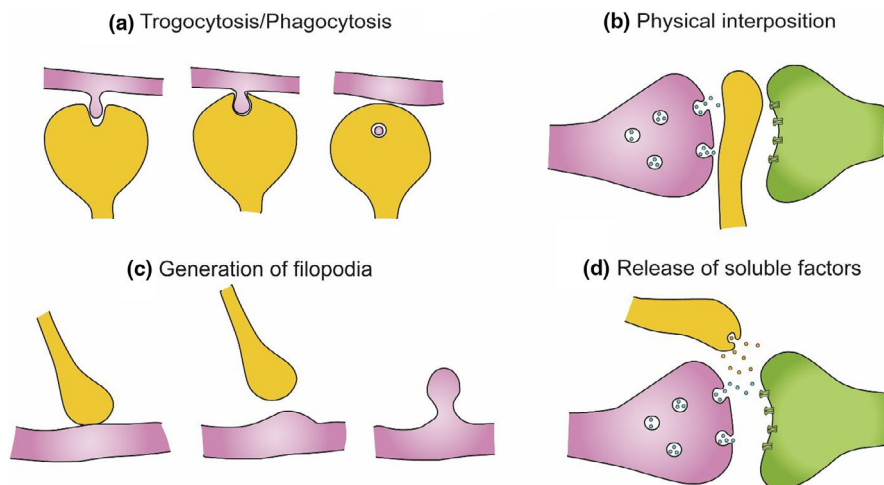 (a) Trogocytosis/Phagocytosis
(b) Physical interposition
(c) Generation of filopodia
(d) Release of soluble factors